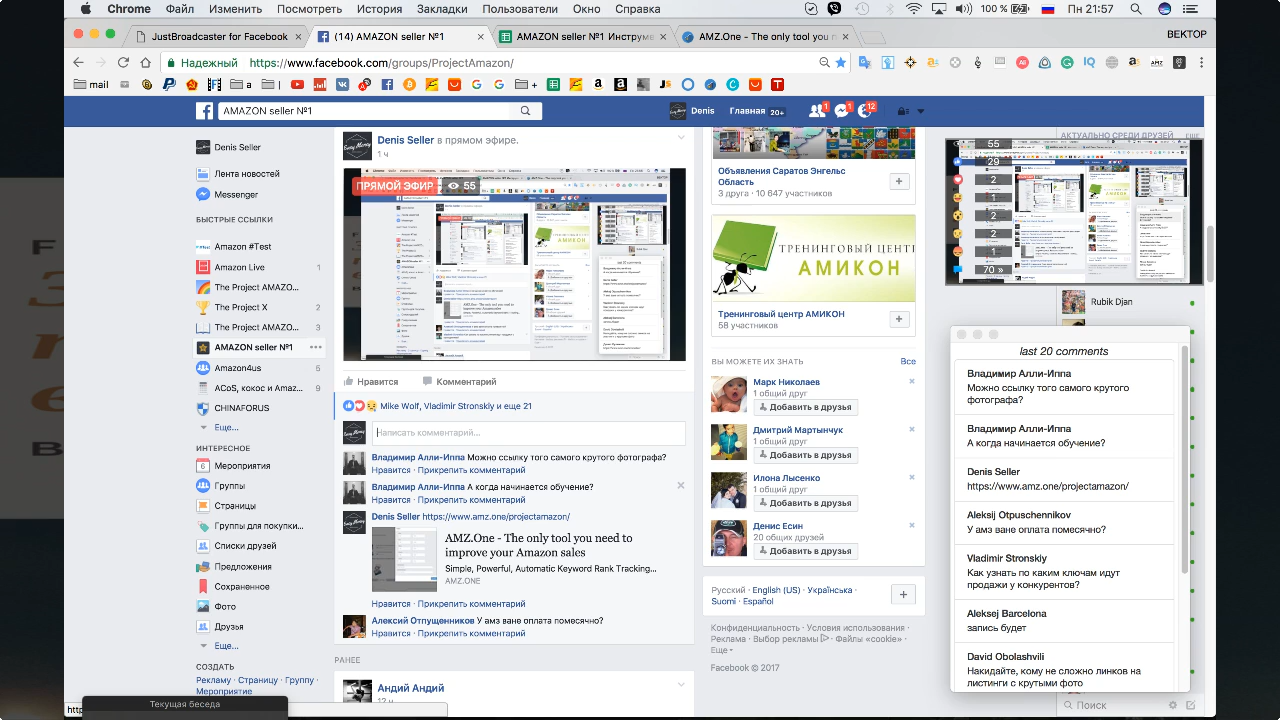 Chrome Файл Изменить Посмотреть История Закладки Пользователи Окно Справка
100 % Пн 21:57
JustBroadcaster for Facebook
(14) AMAZON seller №1
AMAZON seller №1 Инструме
AMZ.One - The only tool you n
ВЕКТОР
Надежный https://www.facebook.com/groups/ProjectAmazon/
mail
AMAZON seller №1
Denis Главная 20+
1 1 12
Denis Seller
Лента новостей
Messenger
БЫСТРЫЕ ССЫЛКИ
Amazon #Test
Amazon Live 1
The Project AMAZO...
The Project X 2
The Project AMAZO... 3
AMAZON seller №1
Amazon4us 6
ACoS, кокос и Amaz... 9
CHINAFORUS
Еще...
ИНТЕРЕСНОЕ
Мероприятия
Группы
Страницы
Группы для покупки...
Списки друзей
Предложения
Сохраненное
Фото
Друзья
Еще...
СОЗДАТЬ
Рекламу · Страницу · Группу ·
Мероприятие
Текущая беседа
Denis Seller в прямом эфире.
1 ч
ПРЯМОЙ ЭФИР 55
Нравится Комментарий
Mike Wolf, Vladimir Stronskiy и еще 21
Написать комментарий...
Владимир Алли-Иппа Можно ссылку того самого крутого фотографа?
Нравится · Прикрепить комментарий
Владимир Алли-Иппа А когда начинается обучение?
Нравится · Прикрепить комментарий
Denis Seller https://www.amz.one/projectamazon/
AMZ.One - The only tool you need to
improve your Amazon sales
Simple, Powerful, Automatic Keyword Rank Tracking...
AMZ.ONE
Нравится · Прикрепить комментарий
Алексий Отпущенников У амз ване оплата помесячно?
Нравится · Прикрепить комментарий
РАНЕЕ
Андий Андий
12 ч
Объявления Саратов Энгельс
Область
3 друга · 10 647 участников
ТРЕНИНГОВЫЙ ЦЕНТ
АМИКОН
Тренинговый центр АМИКОН
58 участников
ВЫ МОЖЕТЕ ИХ ЗНАТЬ Все
Марк Николаев
1 общий друг
Добавить в друзья
Дмитрий Мартынчук
1 общий друг
Добавить в друзья
Илона Лысенко
1 общий друг
Добавить в друзья
Денис Есин
20 общих друзей
Добавить в друзья
Русский · English (US) · Українська ·
Suomi · Español
Конфиденциальность · Условия использования ·
Реклама · Выбор рекламы · Файлы «cookie» ·
Еще
Facebook © 2017
АКТУАЛЬНО СРЕДИ ДРУЗЕЙ ЕЩЕ
55
29
2
2
2
1
70 »
Rubik Djan
last 20 comments
Владимир Алли-Иппа
Можно ссылку того самого крутого
фотографа?
Владимир Алли-Иппа
А когда начинается обучение?
Denis Seller
https://www.amz.one/projectamazon/
Aleksij Otpuschennikov
У амз ване оплата помесячно?
Vladimir Stronskiy
Как узнать по каким ключам идут
продажи у конкурентов?
Aleksej Barcelona
запись будет
David Obolashvili
Накидайте, кому не сложно линков на
листинги с крутыми фото
Поиск